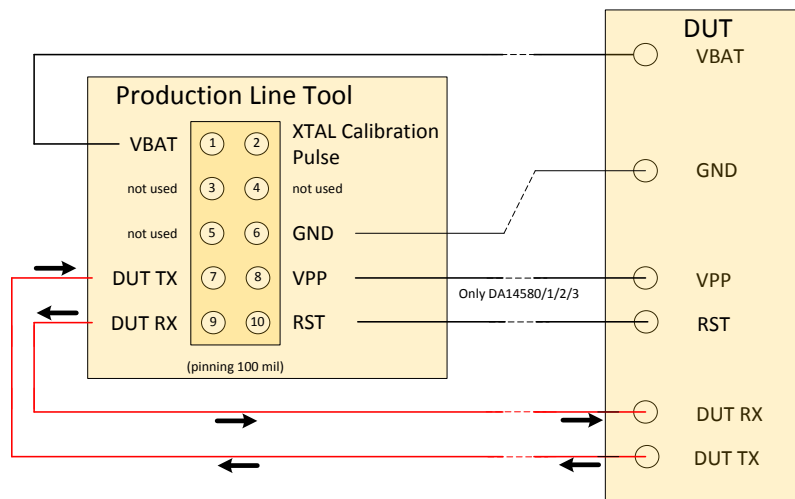 DUT
VBAT
Production Line Tool
VBAT
1
2
XTAL Calibration
Pulse
not used
3
4
not used
GND
not used
5
6
GND
DUT TX
7
8
VPP
Only DA14580/1/2/3
VPP
DUT RX
9
10
RST
RST
(pinning 100 mil)
DUT RX
DUT TX